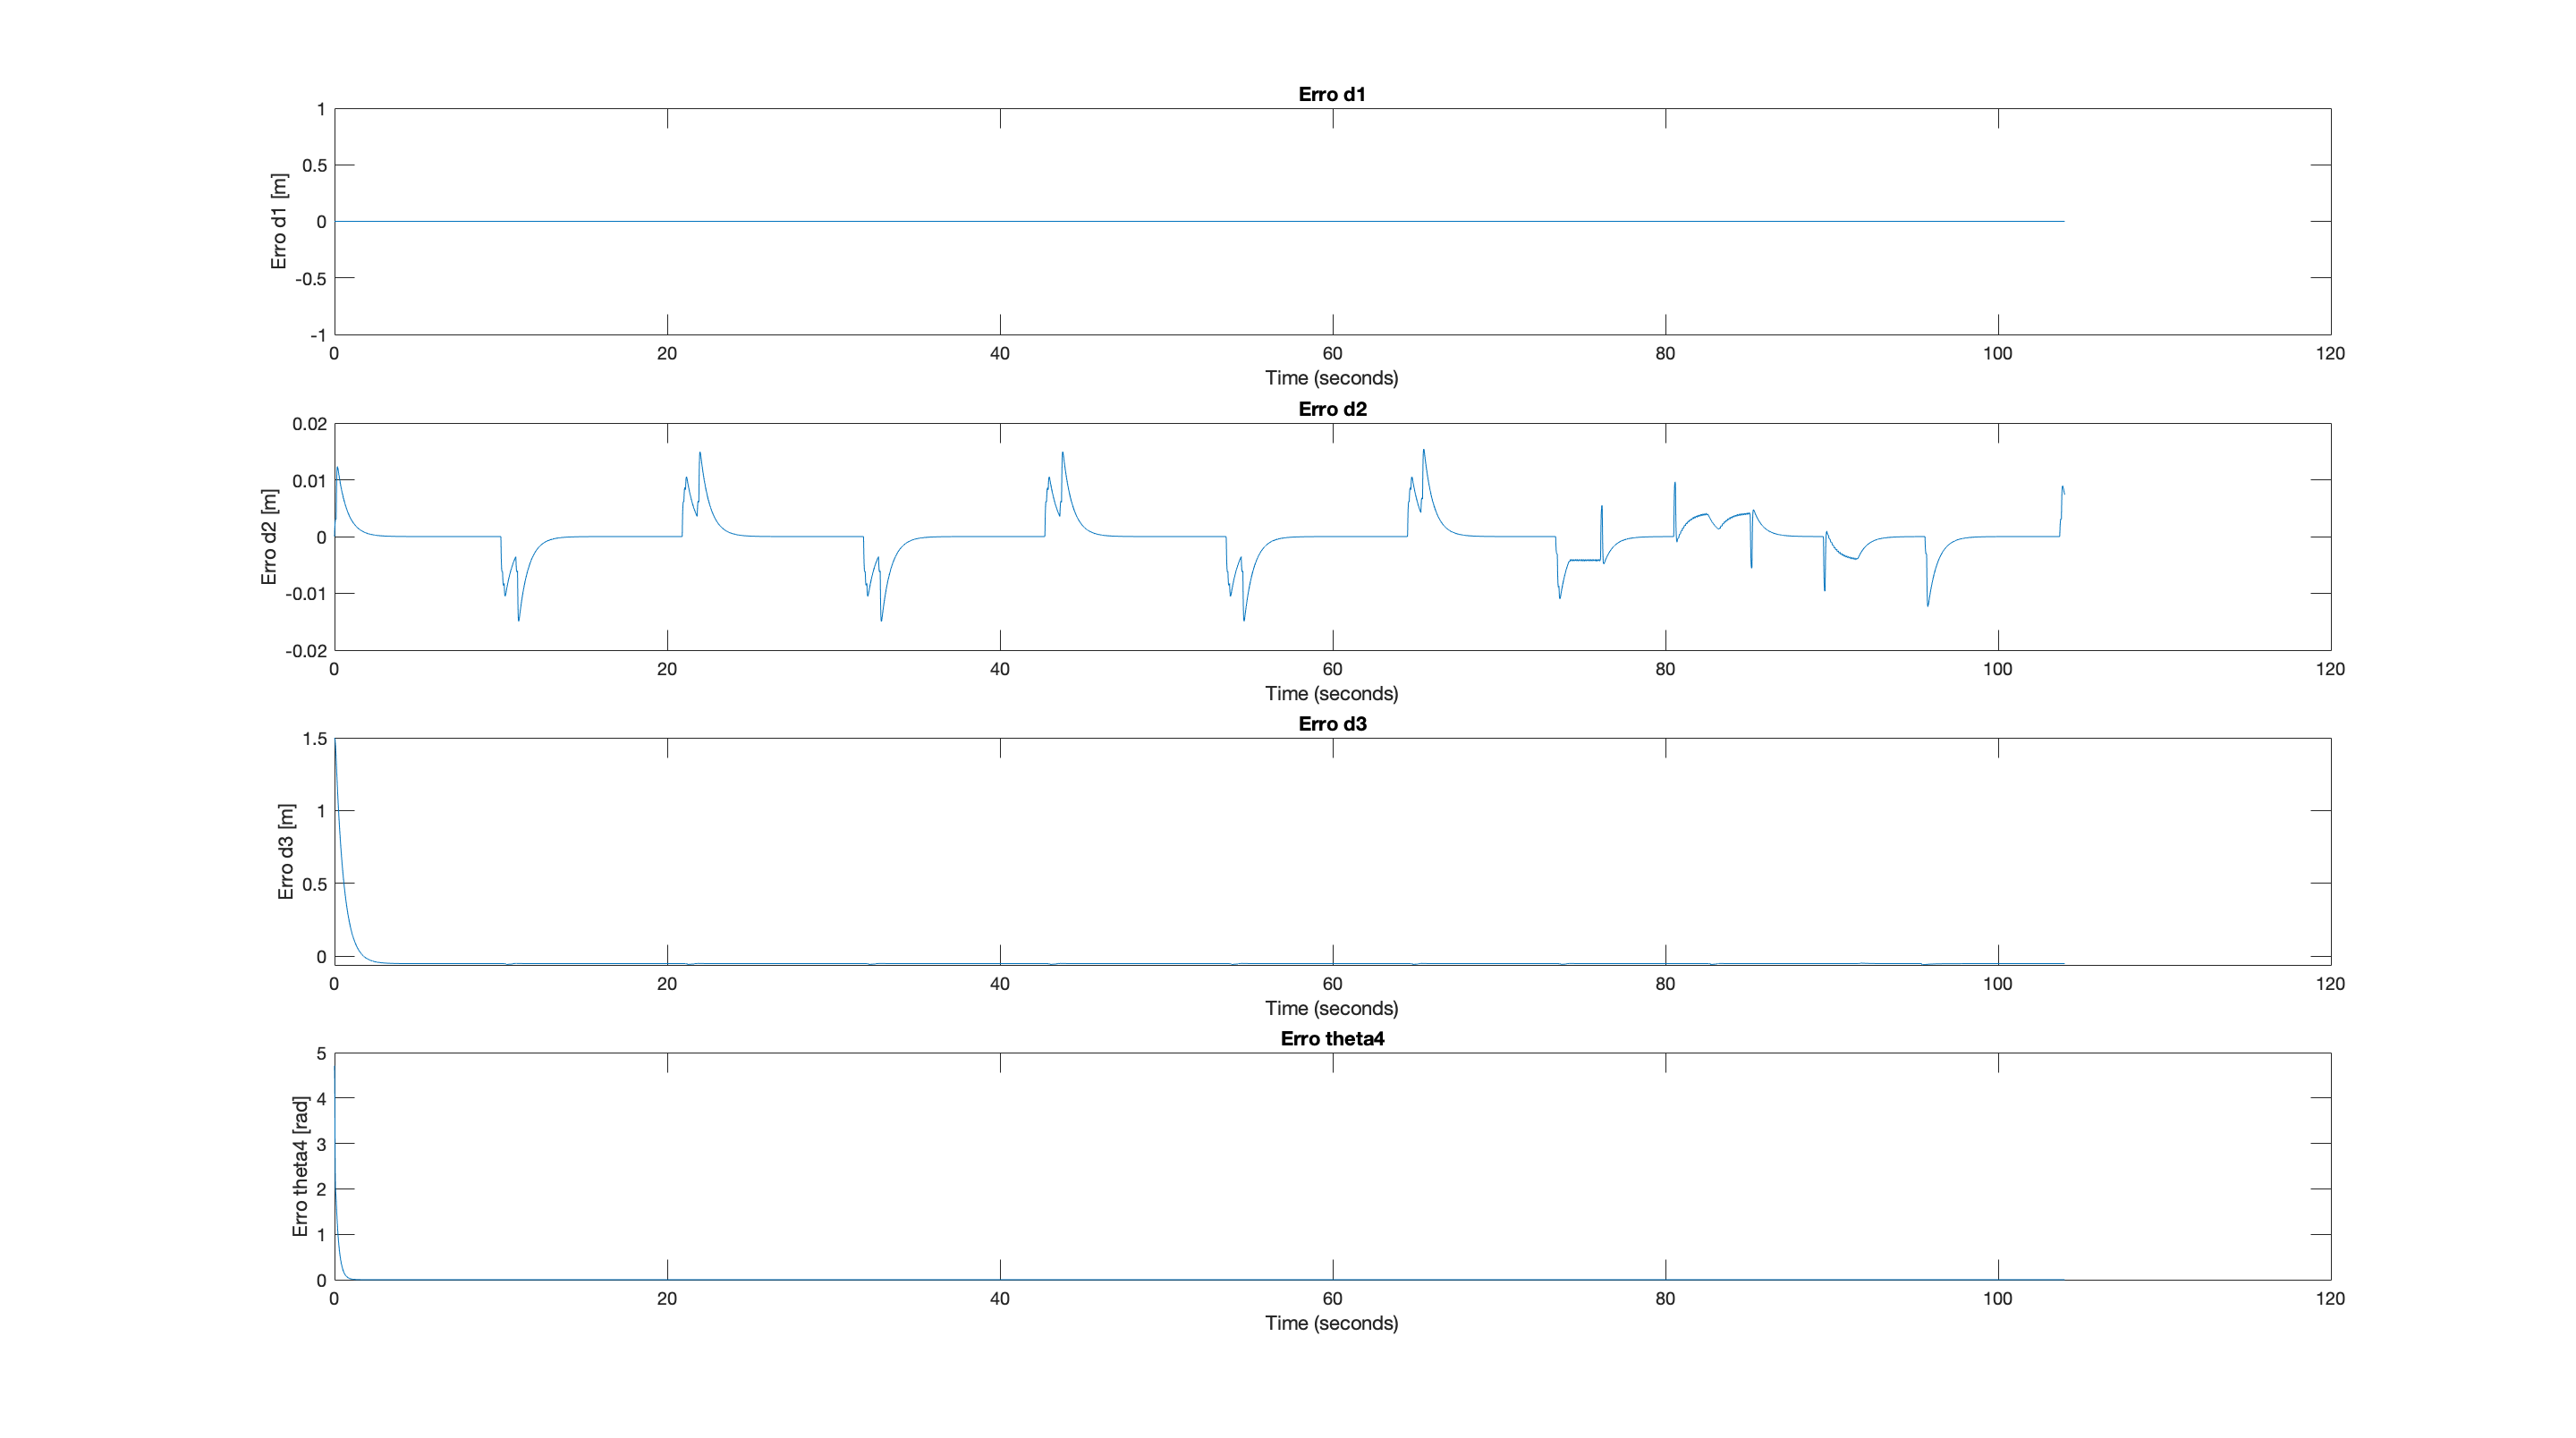 Erro d1
1
0.5
0
-0.5
-1
Erro d1 [m]
0 20 40 60 80 100 120
Time (seconds)
Erro d2
0.02
0.01
0
-0.01
-0.02
Erro d2 [m]
0 20 40 60 80 100 120
Time (seconds)
Erro d3
1.5
1
0.5
0
Erro d3 [m]
0 20 40 60 80 100 120
Time (seconds)
Erro theta4
5
4
3
2
1
0
Erro theta4 [rad]
0 20 40 60 80 100 120
Time (seconds)